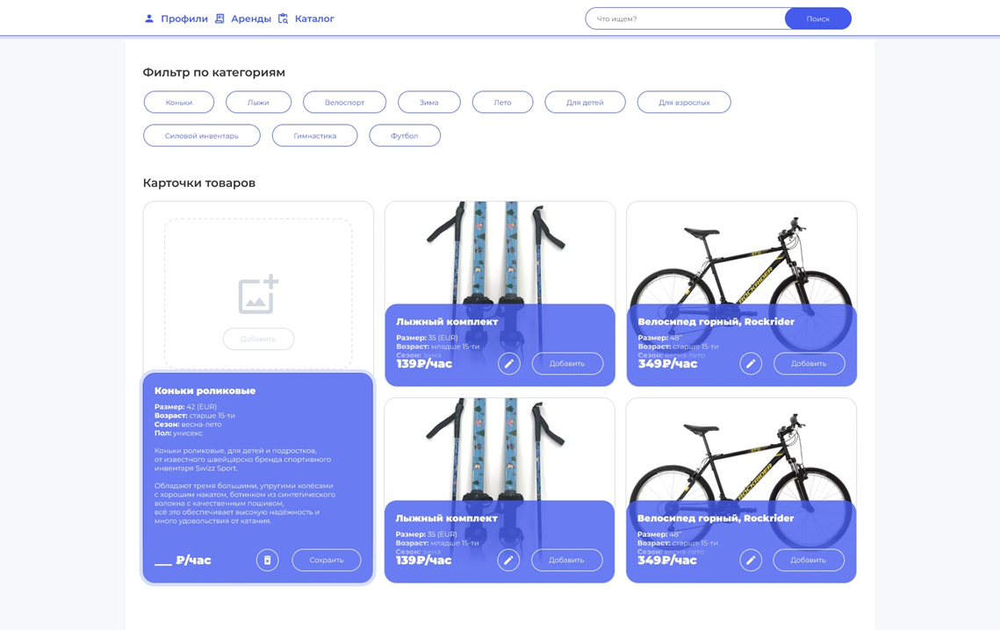 Профили Аренды Каталог
Что ищем?
Поиск
Фильтр по категориям
Коньки Лыжи Велоспорт Зима Лето Для детей Для взрослых
Силовой инвентарь Гимнастика Футбол
Карточки товаров
Добавить
Коньки роликовые
Размер: 42 (EUR)
Возраст: старше 15-ти
Сезон: весна-лето
Пол: унисекс
Коньки роликовые, для детей и подростков,
от известного швейцарско бренда спортивного
инвентаря Swizz Sport.
Обладают тремя большими, упругими колёсами
с хорошим накатом, ботинком из синтетического
волокна с качественным пошивом,
всё это обеспечивает высокую надёжность и
много удовольствия от катания.
___ ₽/час
Сохранить
Лыжный комплект
Размер: 35 (EUR)
Возраст: младше 15-ти
Сезон: зима
139₽/час
Добавить
ROCKRIDER
Велосипед горный, Rockrider
Размер: 48''
Возраст: старше 15-ти
Сезон: весна-лето
349₽/час
Добавить
Лыжный комплект
Размер: 35 (EUR)
Возраст: младше 15-ти
Сезон: зима
139₽/час
Добавить
ROCKRIDER
Велосипед горный, Rockrider
Размер: 48''
Возраст: старше 15-ти
Сезон: весна-лето
349₽/час
Добавить